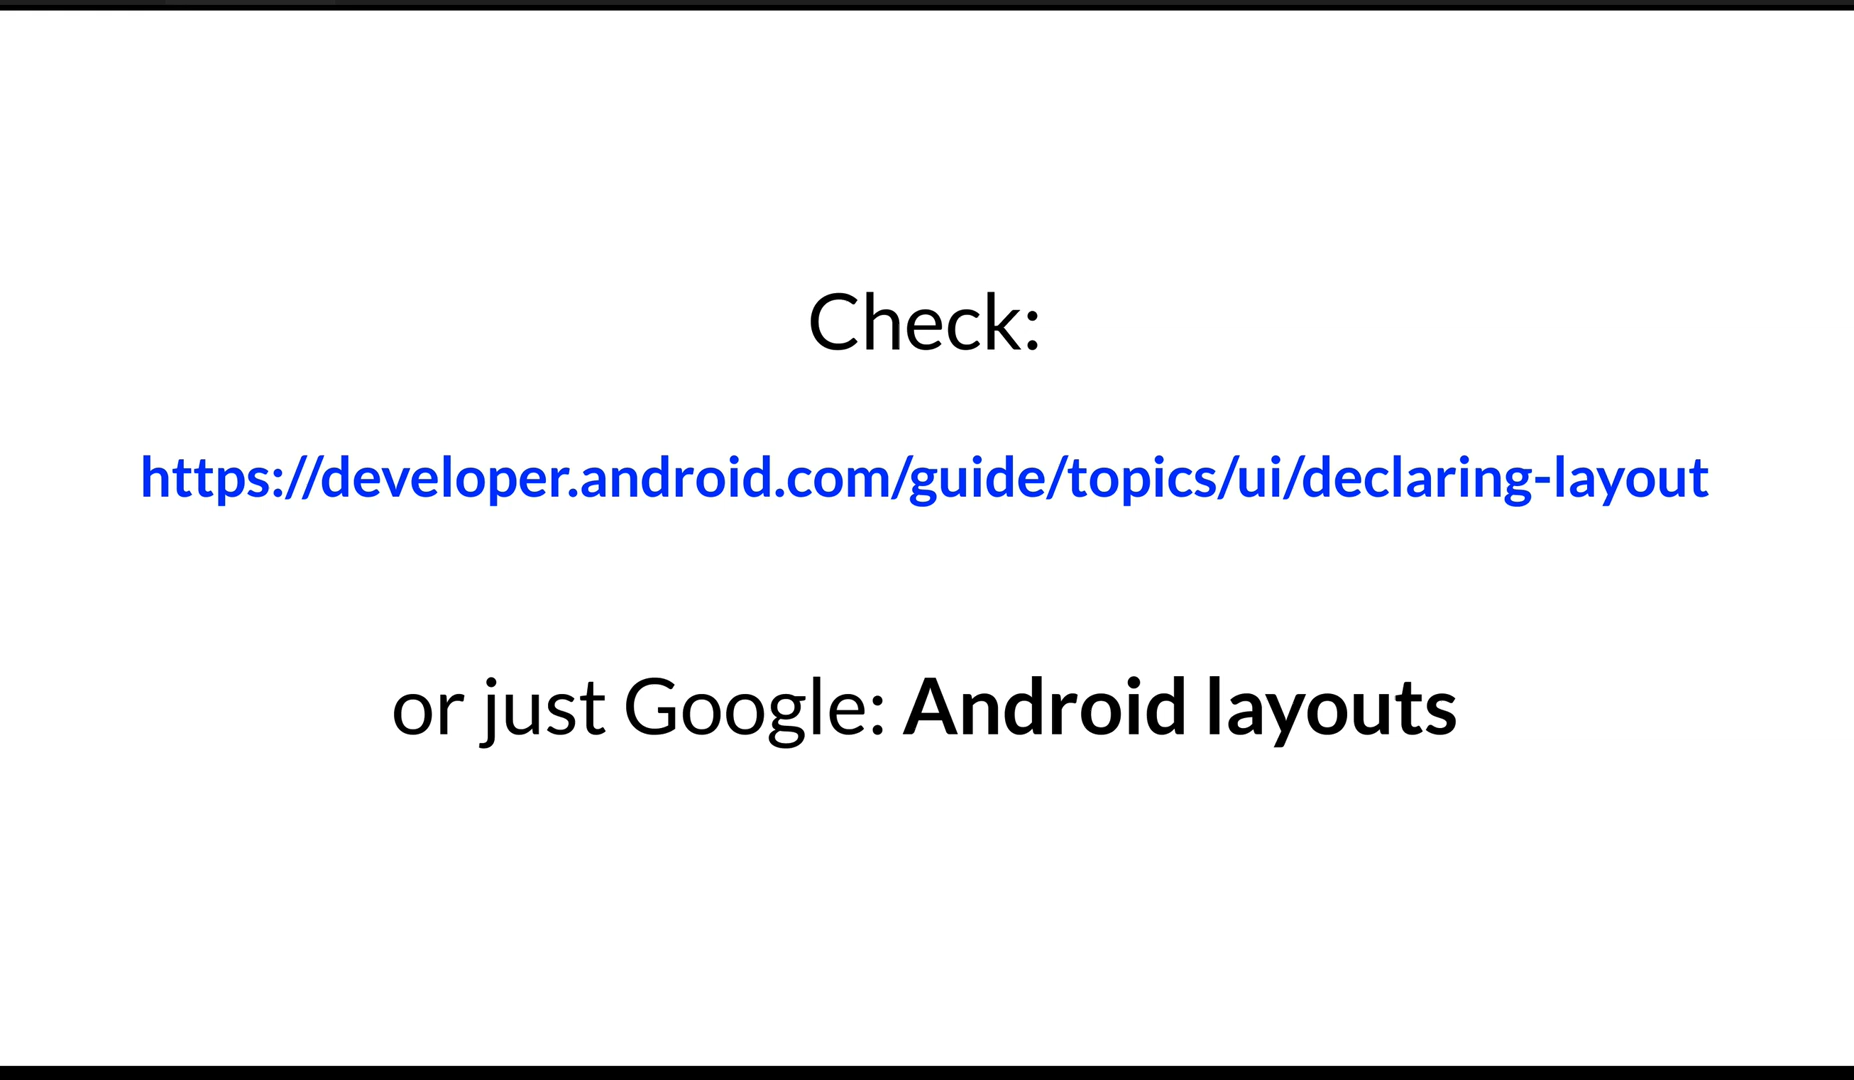 Check:
https://developer.android.com/guide/topics/ui/declaring-layout
or just Google: Android layouts